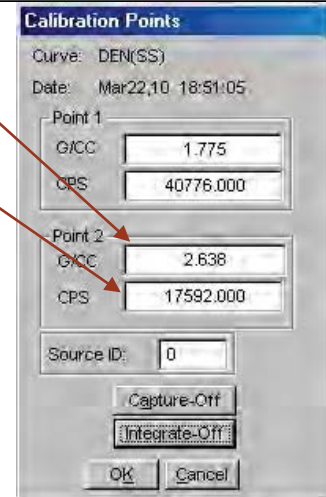 Calibration Points
Curve: DEN(SS)
Date: Mar22,10 18:51:05
Point 1
G/CC 1.775
CPS 40776.000
Point 2
G/CC 2.638
CPS 17592.000
Source ID: 0
Capture-Off
Integrate-Off
OK Cancel